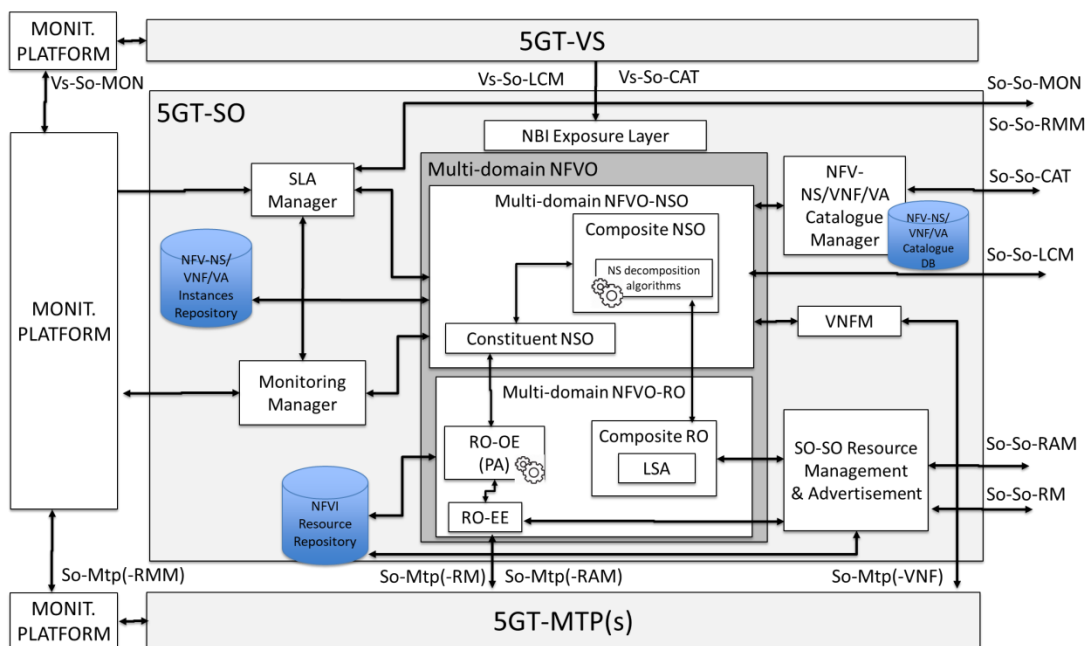 MONIT.
PLATFORM
5GT-VS
Vs-So-MON
Vs-So-LCM
Vs-So-CAT
So-So-MON
5GT-SO
So-So-RMM
NBI Exposure Layer
Multi-domain NFVO
SLA
Manager
Multi-domain NFVO-NSO
NFV-
NS/VNF/VA
Catalogue
Manager
So-So-CAT
NFV-NS/
VNF/VA
Catalogue
DB
Composite NSO
NS decomposition
algorithms
NFV-NS/
VNF/VA
Instances
Repository
So-So-LCM
MONIT.
PLATFORM
Constituent NSO
VNFM
Monitoring
Manager
Multi-domain NFVO-RO
RO-OE
(PA)
Composite RO
LSA
SO-SO Resource
Management
& Advertisement
So-So-RAM
So-So-RM
NFVI
Resource
Repository
RO-EE
So-Mtp(-RMM)
So-Mtp(-RM)
So-Mtp(-RAM)
So-Mtp(-VNF)
MONIT.
PLATFORM
5GT-MTP(s)